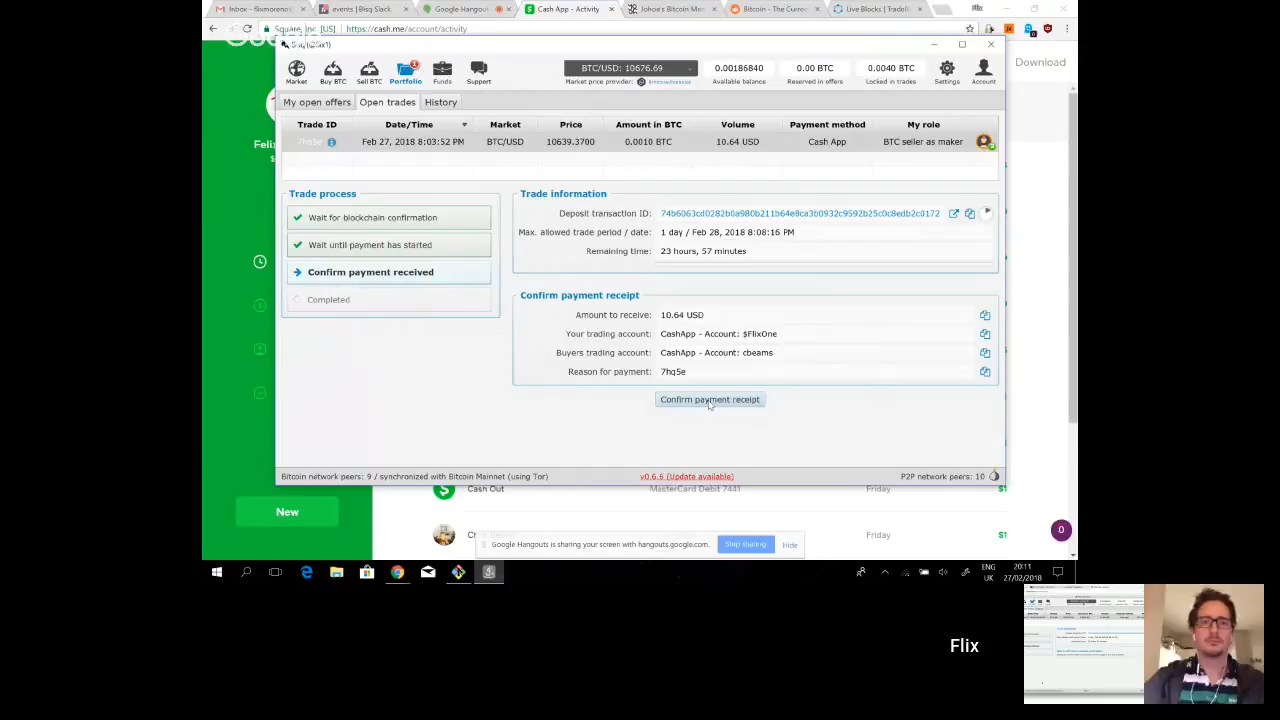 Inbox - flixmoreno
evens | Bisq Slack
Google Hangout
Cash App - Activity
Bitcoin - The Curre
Live Blocks | Trade
Square, Inc. [US] https://cash.me/account/activity
Download
BTC/USD: 10676.69 0.00186840 0.00 BTC 0.0040 BTC
Market Buy BTC Sell BTC Portfolio Funds Support Market price provider: Available balance Reserved in offers Locked in trades Settings Account
My open offers Open trades History
Trade ID Date/Time Market Price Amount in BTC Volume Payment method My role
7hq5e Feb 27, 2018 8:03:52 PM BTC/USD 10639.3700 0.0010 BTC 10.64 USD Cash App BTC seller as maker
Felix
Trade process
Wait for blockchain confirmation
Wait until payment has started
Confirm payment received
Completed
Trade information
Deposit transaction ID: 74b6063cd0282b0a980b211b64e8ca3b0932c9592b25c0c8edb2c0172
Max. allowed trade period / date: 1 day / Feb 28, 2018 8:08:16 PM
Remaining time: 23 hours, 57 minutes
Confirm payment receipt
Amount to receive: 10.64 USD
Your trading account: CashApp - Account: $FlixOne
Buyers trading account: CashApp - Account: cbeams
Reason for payment: 7hq5e
Confirm payment receipt
Bitcoin network peers: 9 / synchronized with Bitcoin Mainnet (using Tor) v0.6.6 (Update available) P2P network peers: 10
Cash Out MasterCard Debit 7441 Friday
New
Friday
0
Google Hangouts is sharing your screen with hangouts.google.com. Stop sharing Hide
ENG 20:11
UK 27/02/2018
Flix